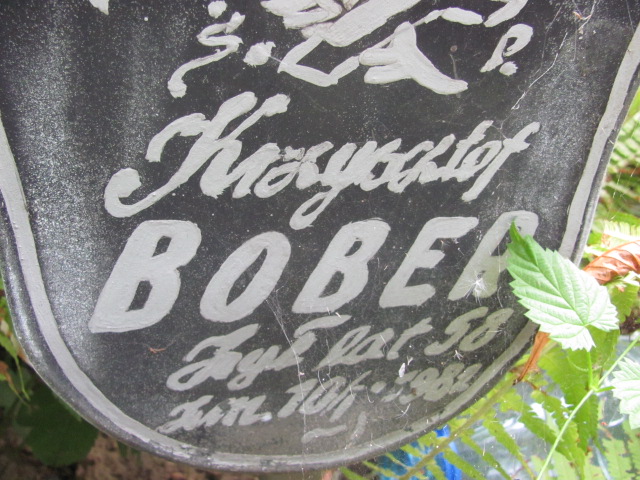 Ś. P.
Krzysztof
BOBER
Żył lat 58